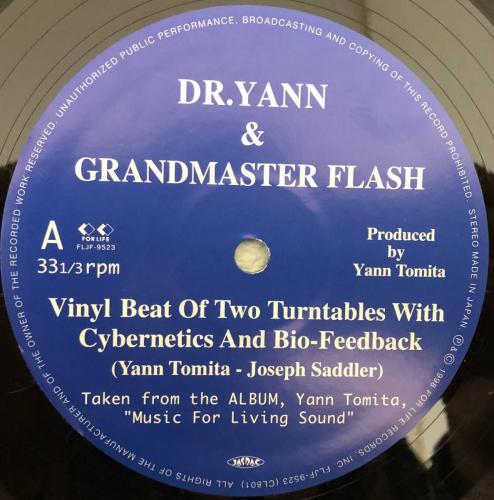 DR.YANN
&
GRANDMASTER FLASH
A
FOR LIFE
FLJF-9523
33 1/3 rpm
Produced
by
Yann Tomita
Vinyl Beat Of Two Turntables With
Cybernetics And Bio-Feedback
(Yann Tomita - Joseph Saddler)
Taken from the ALBUM, Yann Tomita,
"Music For Living Sound"
JASRAC
ALL RIGHTS OF THE MANUFACTURER AND OF THE OWNER OF THE RECORDED WORK RESERVED. UNAUTHORIZED PUBLIC PERFORMANCE, BROADCASTING AND COPYING OF THIS RECORD PROHIBITED. STEREO MADE IN JAPAN. ℗&© 1998 FOR LIFE RECORDS, INC. FLJF-9523 (CL801)